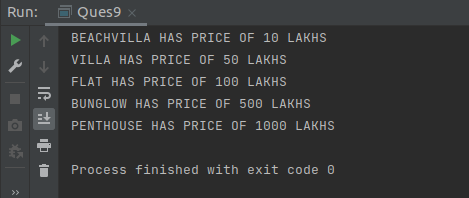 Run: Ques9
BEACHVILLA HAS PRICE OF 10 LAKHS
VILLA HAS PRICE OF 50 LAKHS
FLAT HAS PRICE OF 100 LAKHS
BUNGLOW HAS PRICE OF 500 LAKHS
PENTHOUSE HAS PRICE OF 1000 LAKHS
Process finished with exit code 0